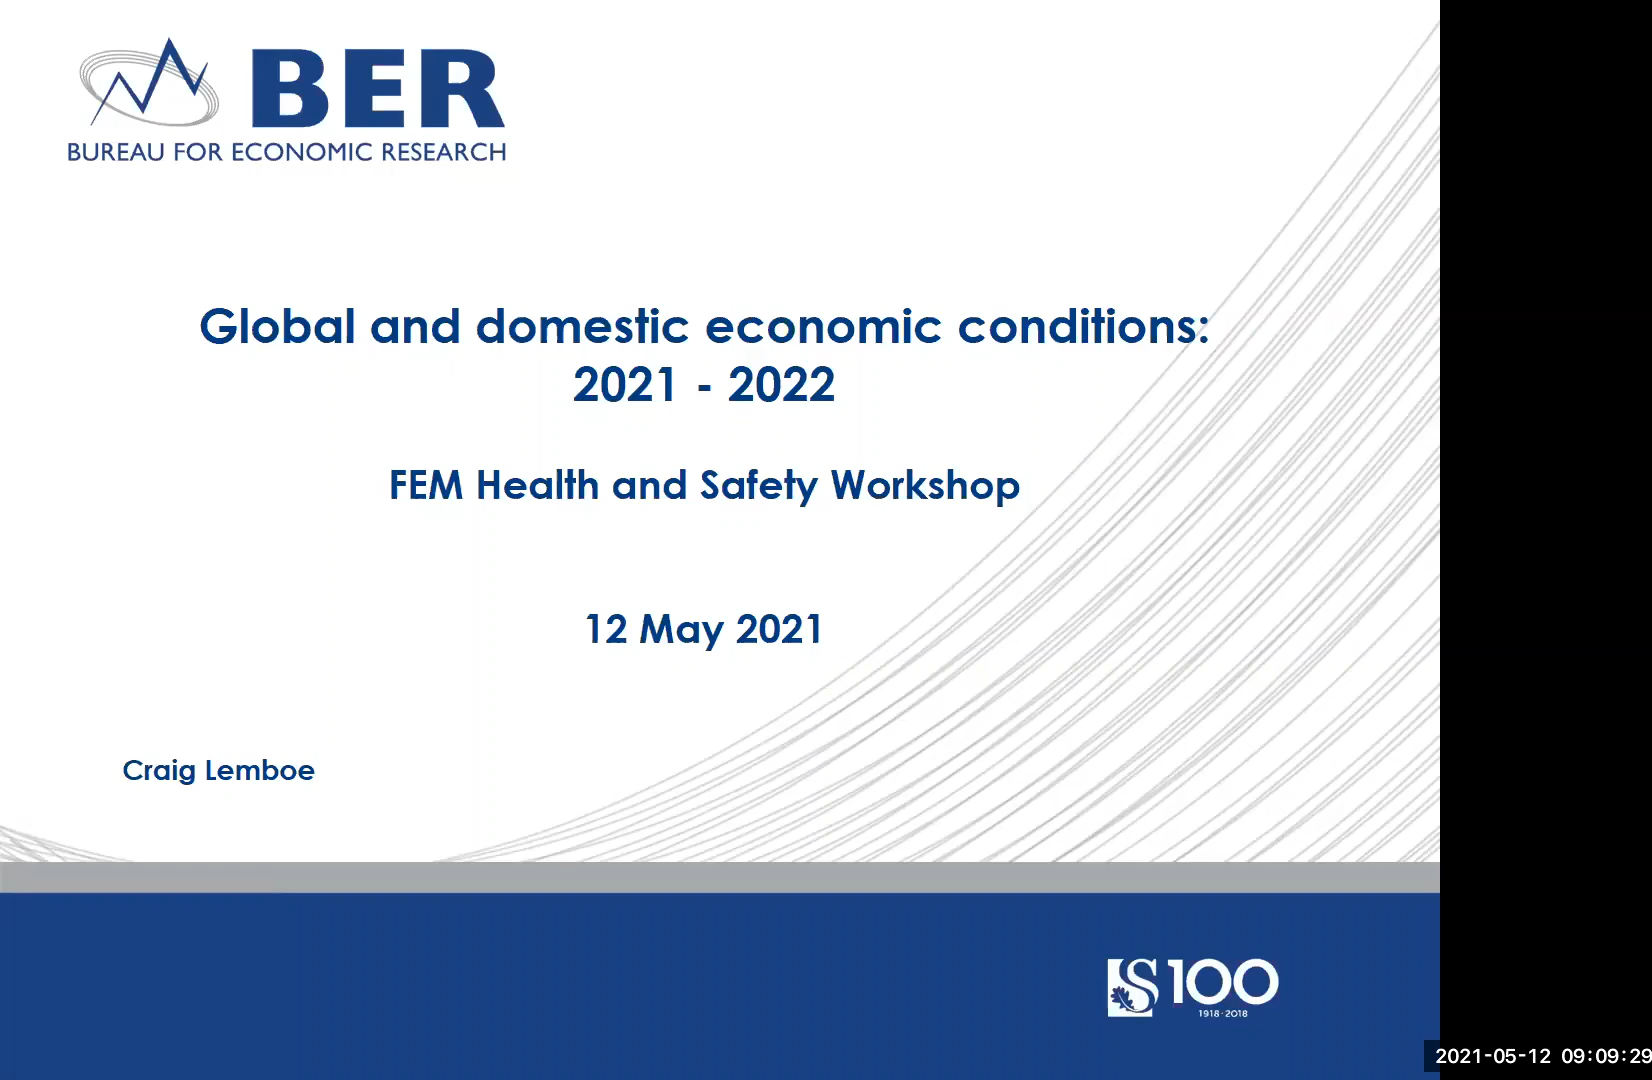 BER
BUREAU FOR ECONOMIC RESEARCH
Global and domestic economic conditions:
2021 - 2022
FEM Health and Safety Workshop
12 May 2021
Craig Lemboe
S100
1918·2018
2021-05-12 09:09:29